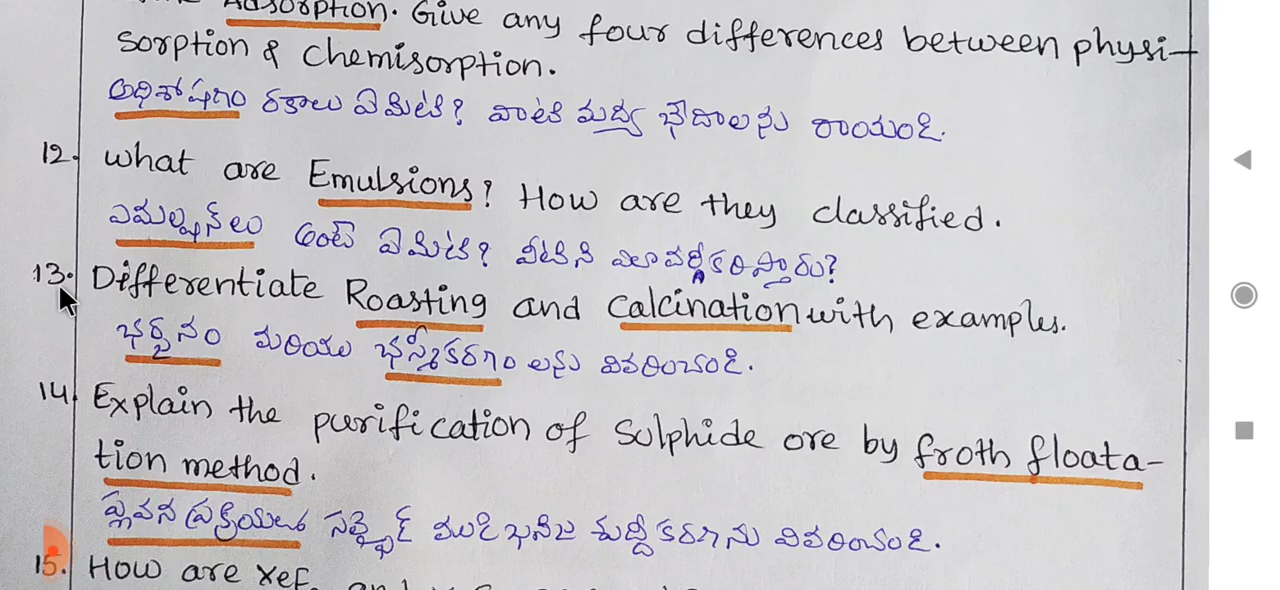 Adsorption. Give any four differences between physi-
sorption & Chemisorption.
అధిశోషణం రకాలు ఏమిటి? వాటి మధ్య భేదాలను రాయండి.
12. What are Emulsions? How are they classified.
ఎమల్షన్‌లు అంటే ఏమిటి? వీటిని ఎలా వర్గీకరిస్తారు?
13. Differentiate Roasting and Calcination with examples.
భర్జనం మరియు భస్మీకరణం లను వివరించండి.
14. Explain the purification of Sulphide ore by froth floata-
tion method.
ప్లవన ప్రక్రియలో సల్ఫైడ్ ముడిఖనిజ శుద్ధీకరణను వివరించండి.
15. How are XeF